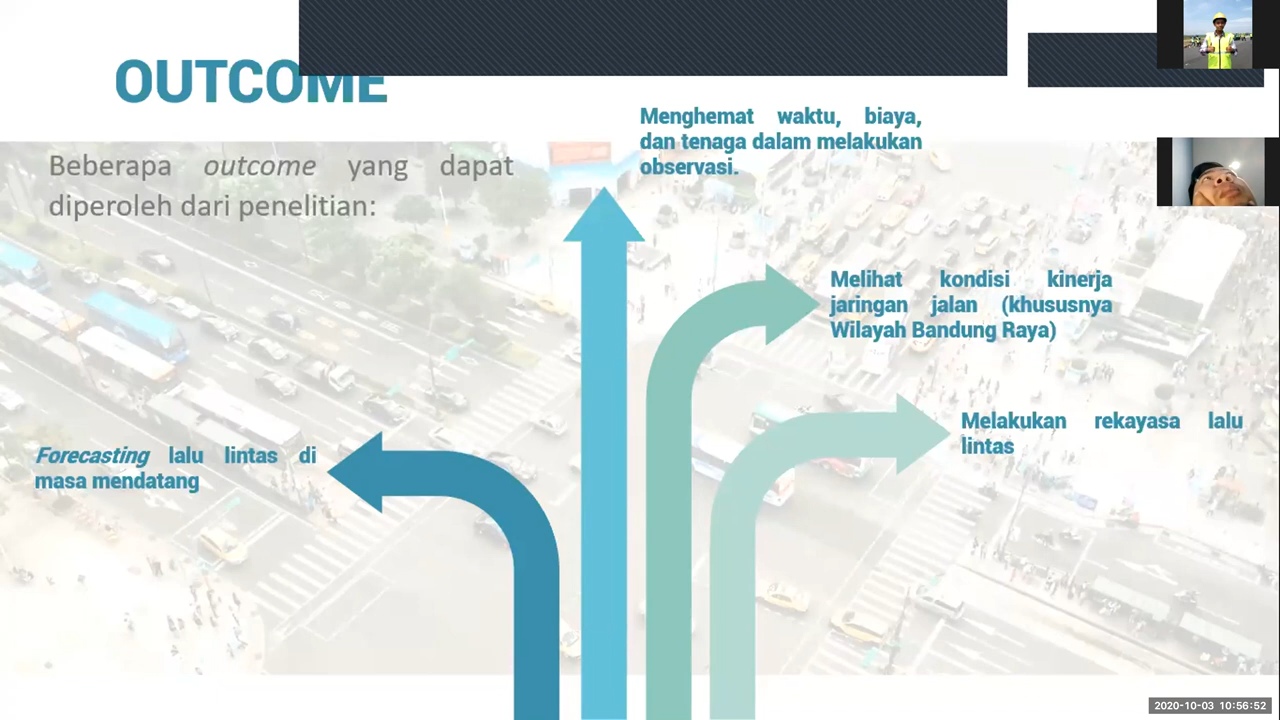 OUTCOME
Beberapa outcome yang dapat
diperoleh dari penelitian:
Menghemat waktu, biaya,
dan tenaga dalam melakukan
observasi.
Melihat kondisi kinerja
jaringan jalan (khususnya
Wilayah Bandung Raya)
Melakukan rekayasa lalu
lintas
Forecasting lalu lintas di
masa mendatang
2020-10-03 10:56:52